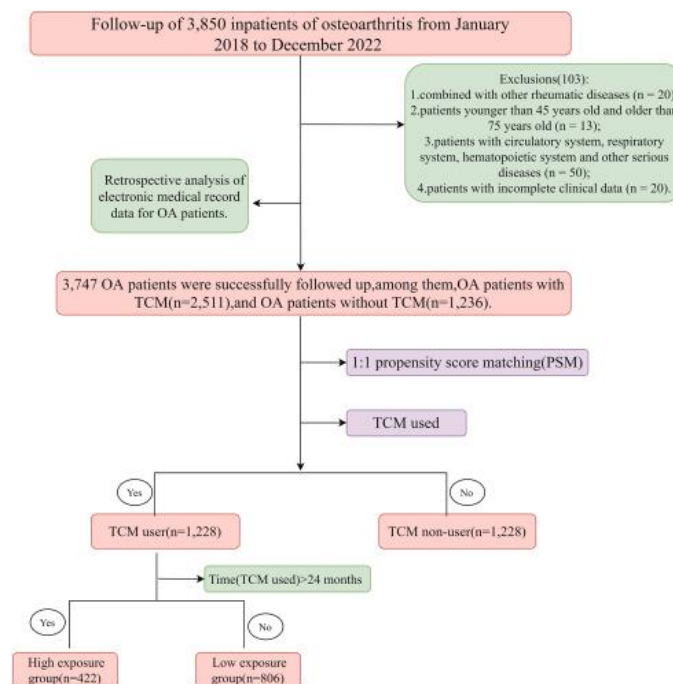 Follow-up of 3,850 inpatients of osteoarthritis from January
2018 to December 2022
Exclusions(103):
1.combined with other rheumatic diseases (n = 20)
2.patients younger than 45 years old and older than
75 years old (n = 13);
3.patients with circulatory system, respiratory
system, hematopoietic system and other serious
diseases (n = 50);
4.patients with incomplete clinical data (n = 20).
Retrospective analysis of
electronic medical record
data for OA patients.
3,747 OA patients were successfully followed up,among them,OA patients with
TCM(n=2,511),and OA patients without TCM(n=1,236).
1:1 propensity score matching(PSM)
TCM used
Yes
No
TCM user(n=1,228)
TCM non-user(n=1,228)
Time(TCM used)>24 months
Yes
No
High exposure
group(n=422)
Low exposure
group(n=806)